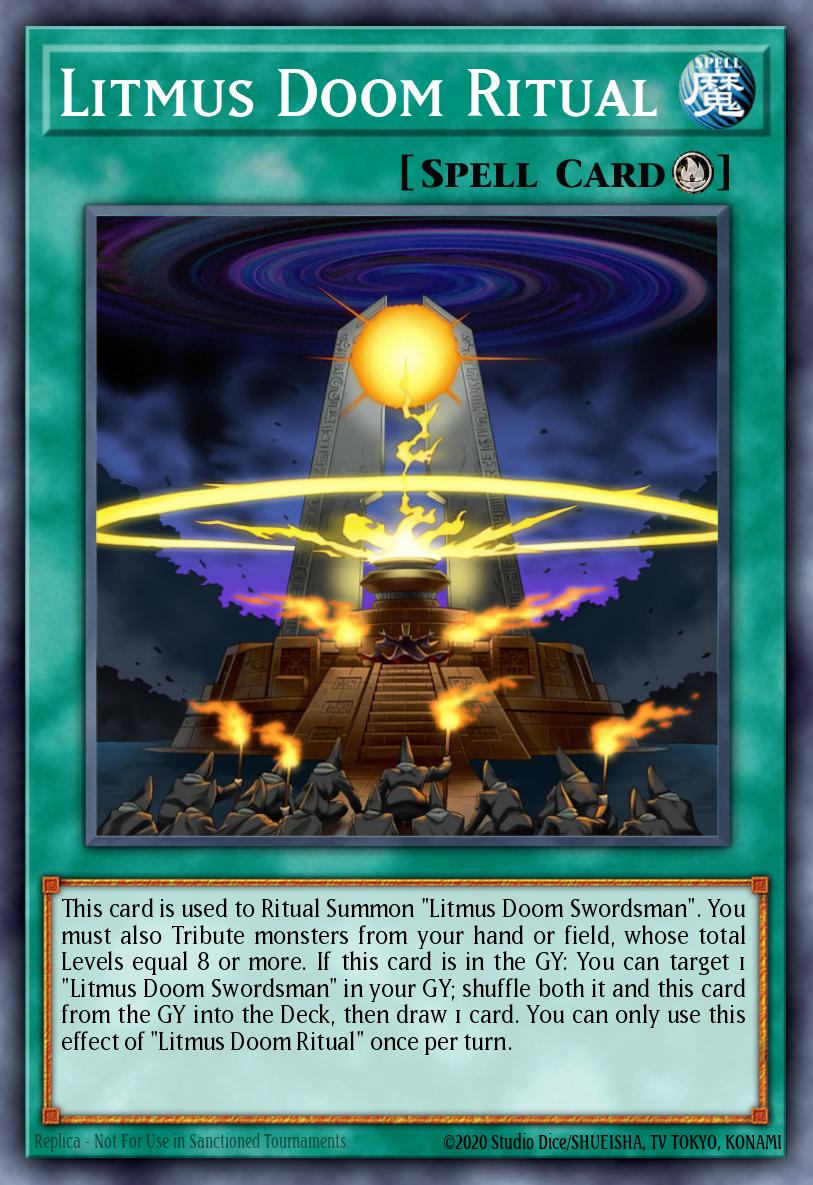 LITMUS DOOM RITUAL
SPELL
魔
[SPELL CARD]
This card is used to Ritual Summon "Litmus Doom Swordsman". You
must also Tribute monsters from your hand or field, whose total
Levels equal 8 or more. If this card is in the GY: You can target 1
"Litmus Doom Swordsman" in your GY; shuffle both it and this card
from the GY into the Deck, then draw 1 card. You can only use this
effect of "Litmus Doom Ritual" once per turn.
Replica - Not For Use in Sanctioned Tournaments.
©2020 Studio Dice/SHUEISHA, TV TOKYO, KONAMI